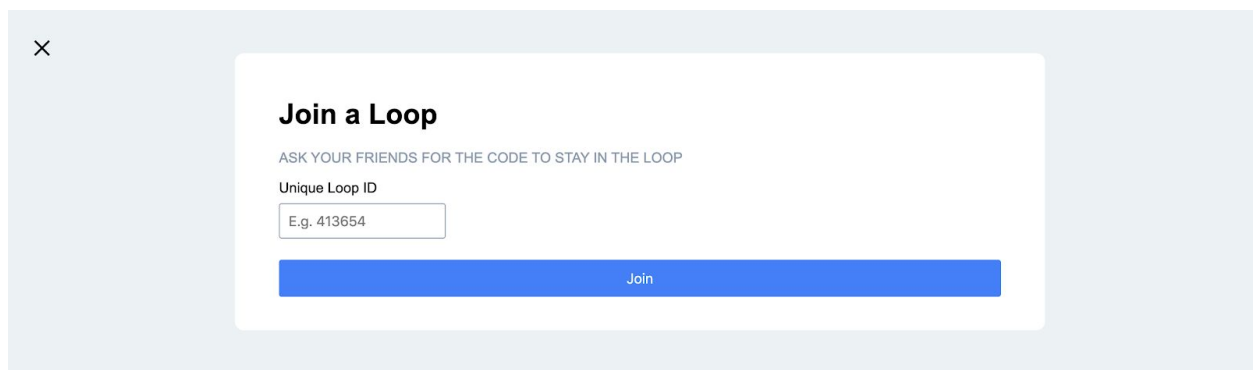 Join a Loop
ASK YOUR FRIENDS FOR THE CODE TO STAY IN THE LOOP
Unique Loop ID
E.g. 413654
Join